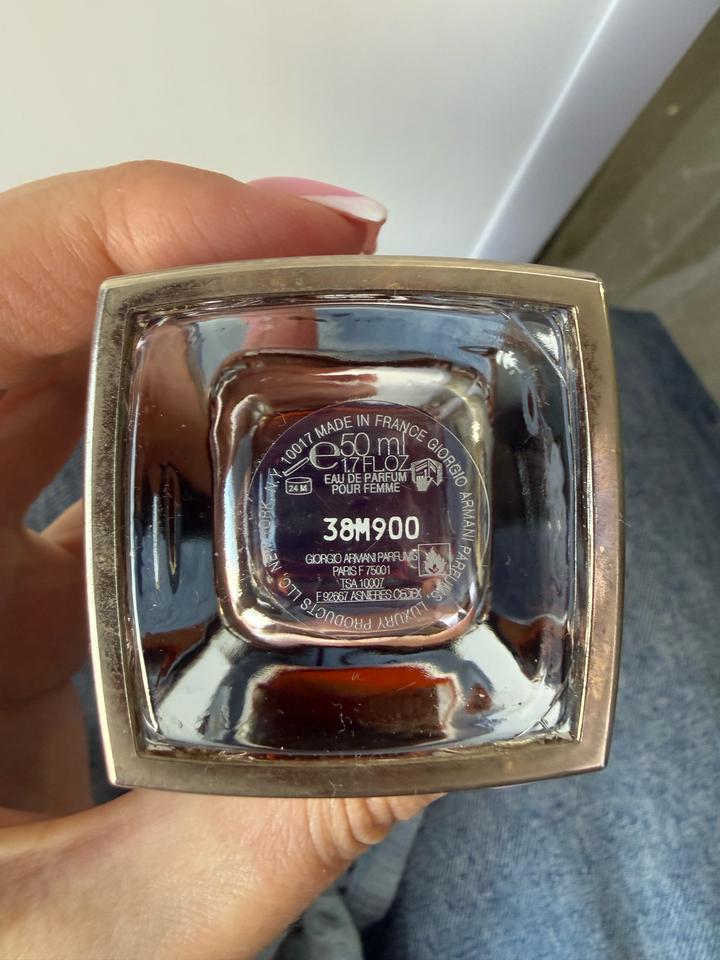 MADE IN FRANCE GIORGIO ARMANI PARFUMS, LUXURY PRODUCTS LLC, NEW YORK, N.Y. 10017
e50 ml
1.7 FL.OZ
24 M
EAU DE PARFUM
POUR FEMME
38M900
GIORGIO ARMANI PARFUMS
PARIS F 75001
TSA 10007
F 92667 ASNIERES CEDEX